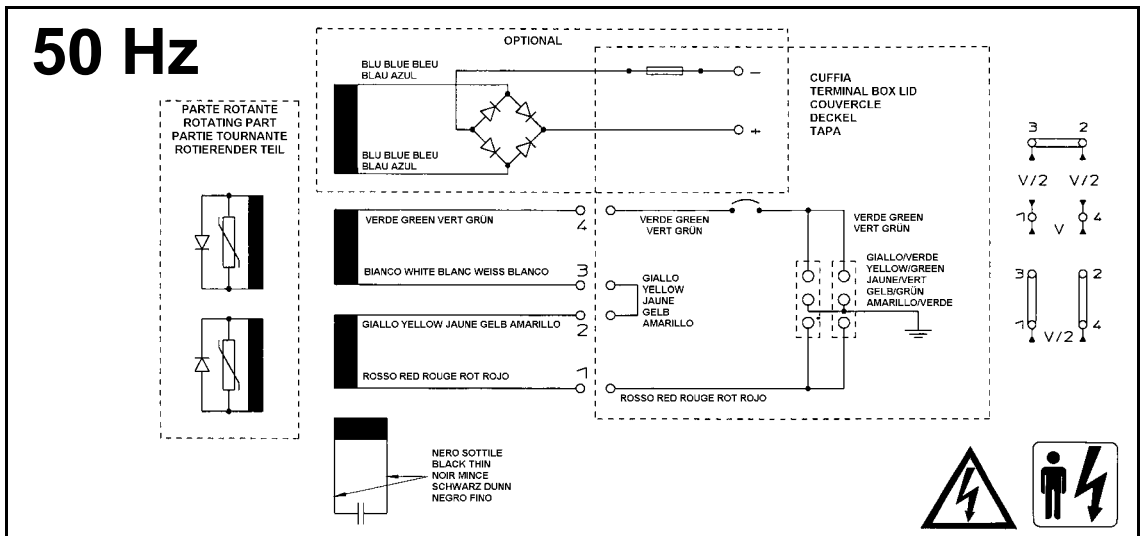 50 Hz
OPTIONAL
BLU BLUE BLEU
BLAU AZUL
BLU BLUE BLEU
BLAU AZUL
−
+
CUFFIA
TERMINAL BOX LID
COUVERCLE
DECKEL
TAPA
PARTE ROTANTE
ROTATING PART
PARTIE TOURNANTE
ROTIERENDER TEIL
VERDE GREEN VERT GRÜN
4
BIANCO WHITE BLANC WEISS BLANCO
3
GIALLO YELLOW JAUNE GELB AMARILLO
2
ROSSO RED ROUGE ROT ROJO
1
VERDE GREEN
VERT GRÜN
GIALLO
YELLOW
JAUNE
GELB
AMARILLO
ROSSO RED ROUGE ROT ROJO
VERDE GREEN
VERT GRÜN
GIALLO/VERDE
YELLOW/GREEN
JAUNE/VERT
GELB/GRÜN
AMARILLO/VERDE
3 2
V/2 V/2
1 4
V
3 2
1 4
V/2
NERO SOTTILE
BLACK THIN
NOIR MINCE
SCHWARZ DUNN
NEGRO FINO